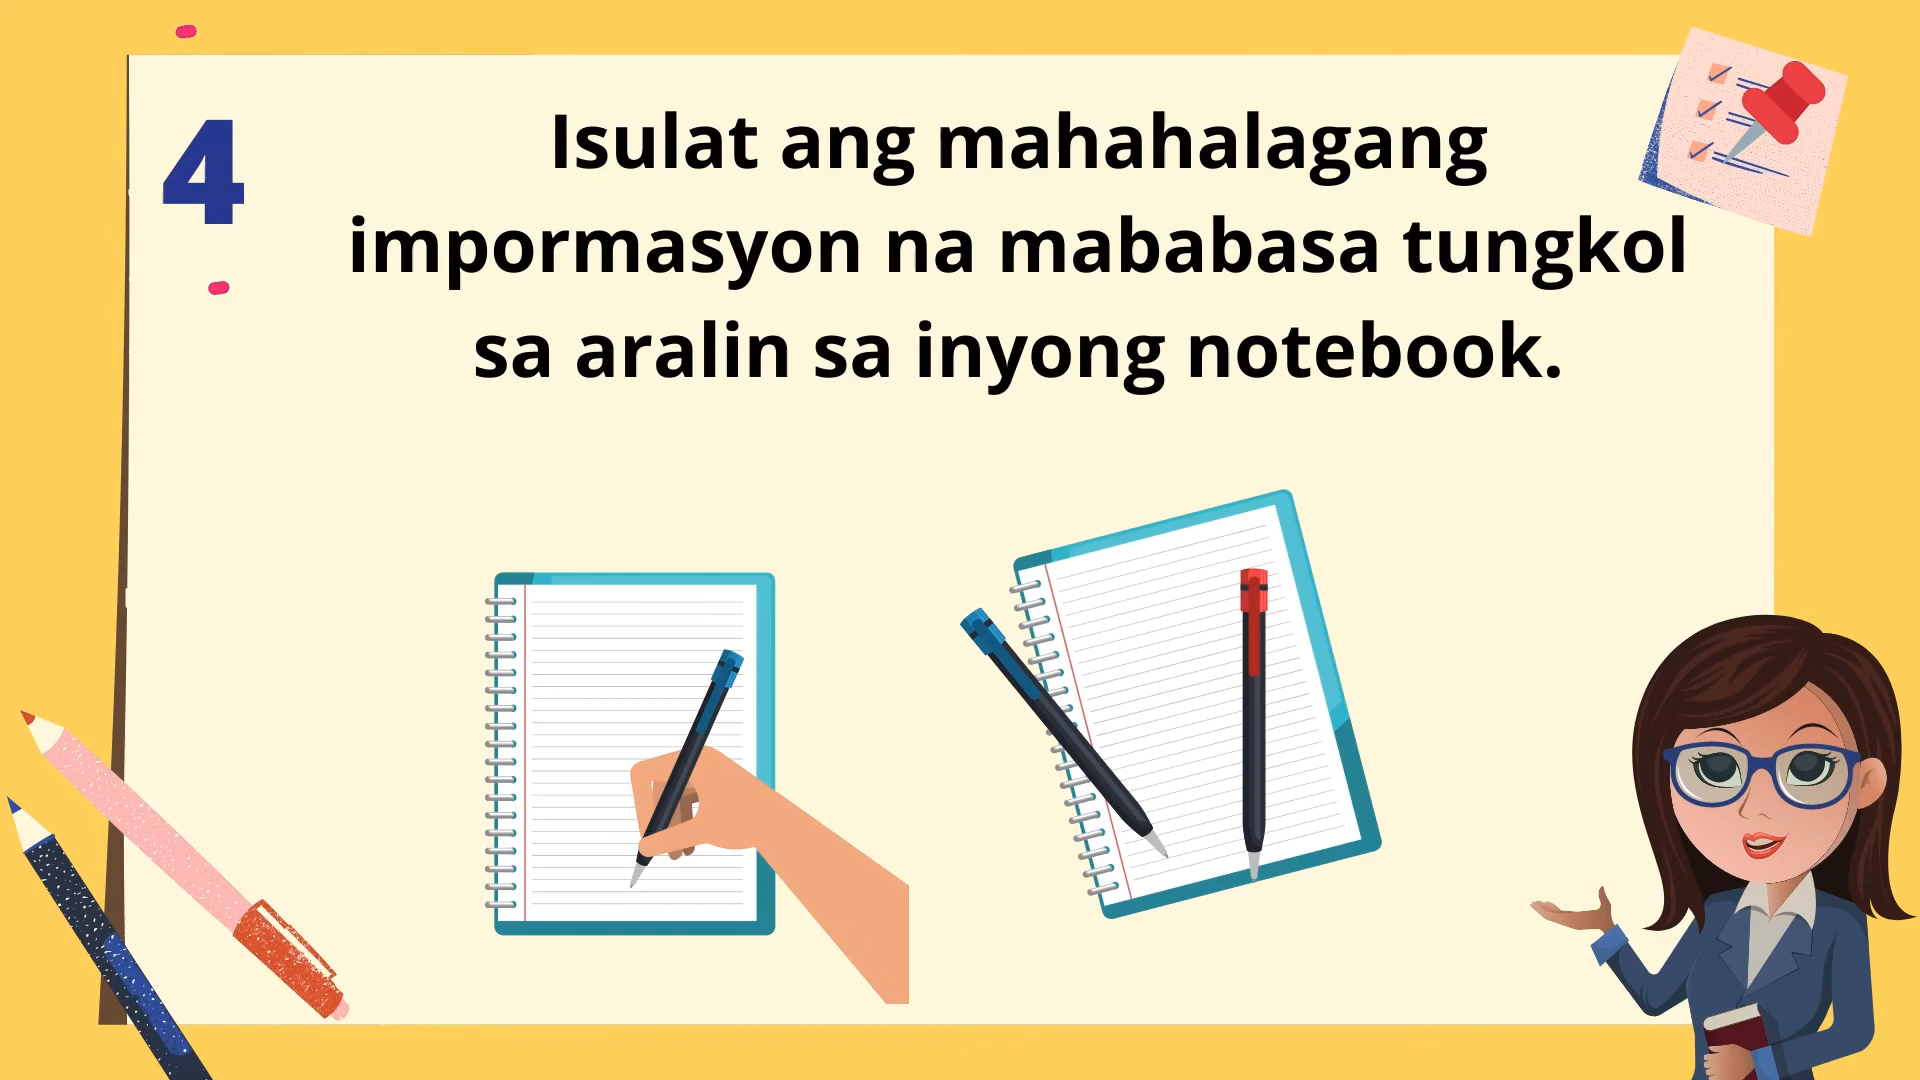 4
Isulat ang mahahalagang
impormasyon na mababasa tungkol
sa aralin sa inyong notebook.